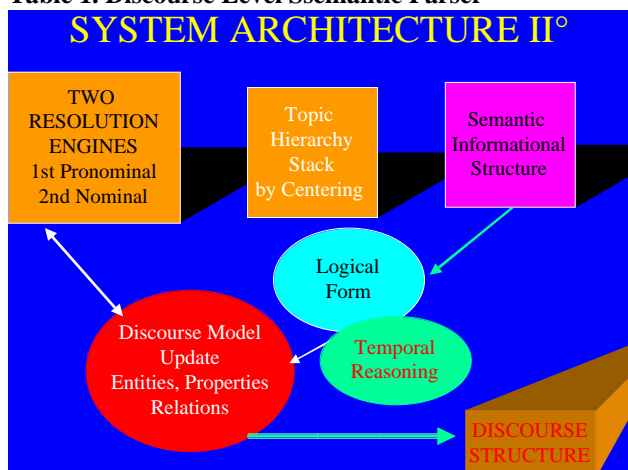 Table 1. Discourse Level Ssemantic Parser
SYSTEM ARCHITECTURE II°
TWO
RESOLUTION
ENGINES
1st Pronominal
2nd Nominal
Topic
Hierarchy
Stack
by Centering
Semantic
Informational
Structure
Logical
Form
Discourse Model
Update
Entities, Properties
Relations
Temporal
Reasoning
DISCOURSE
STRUCTURE